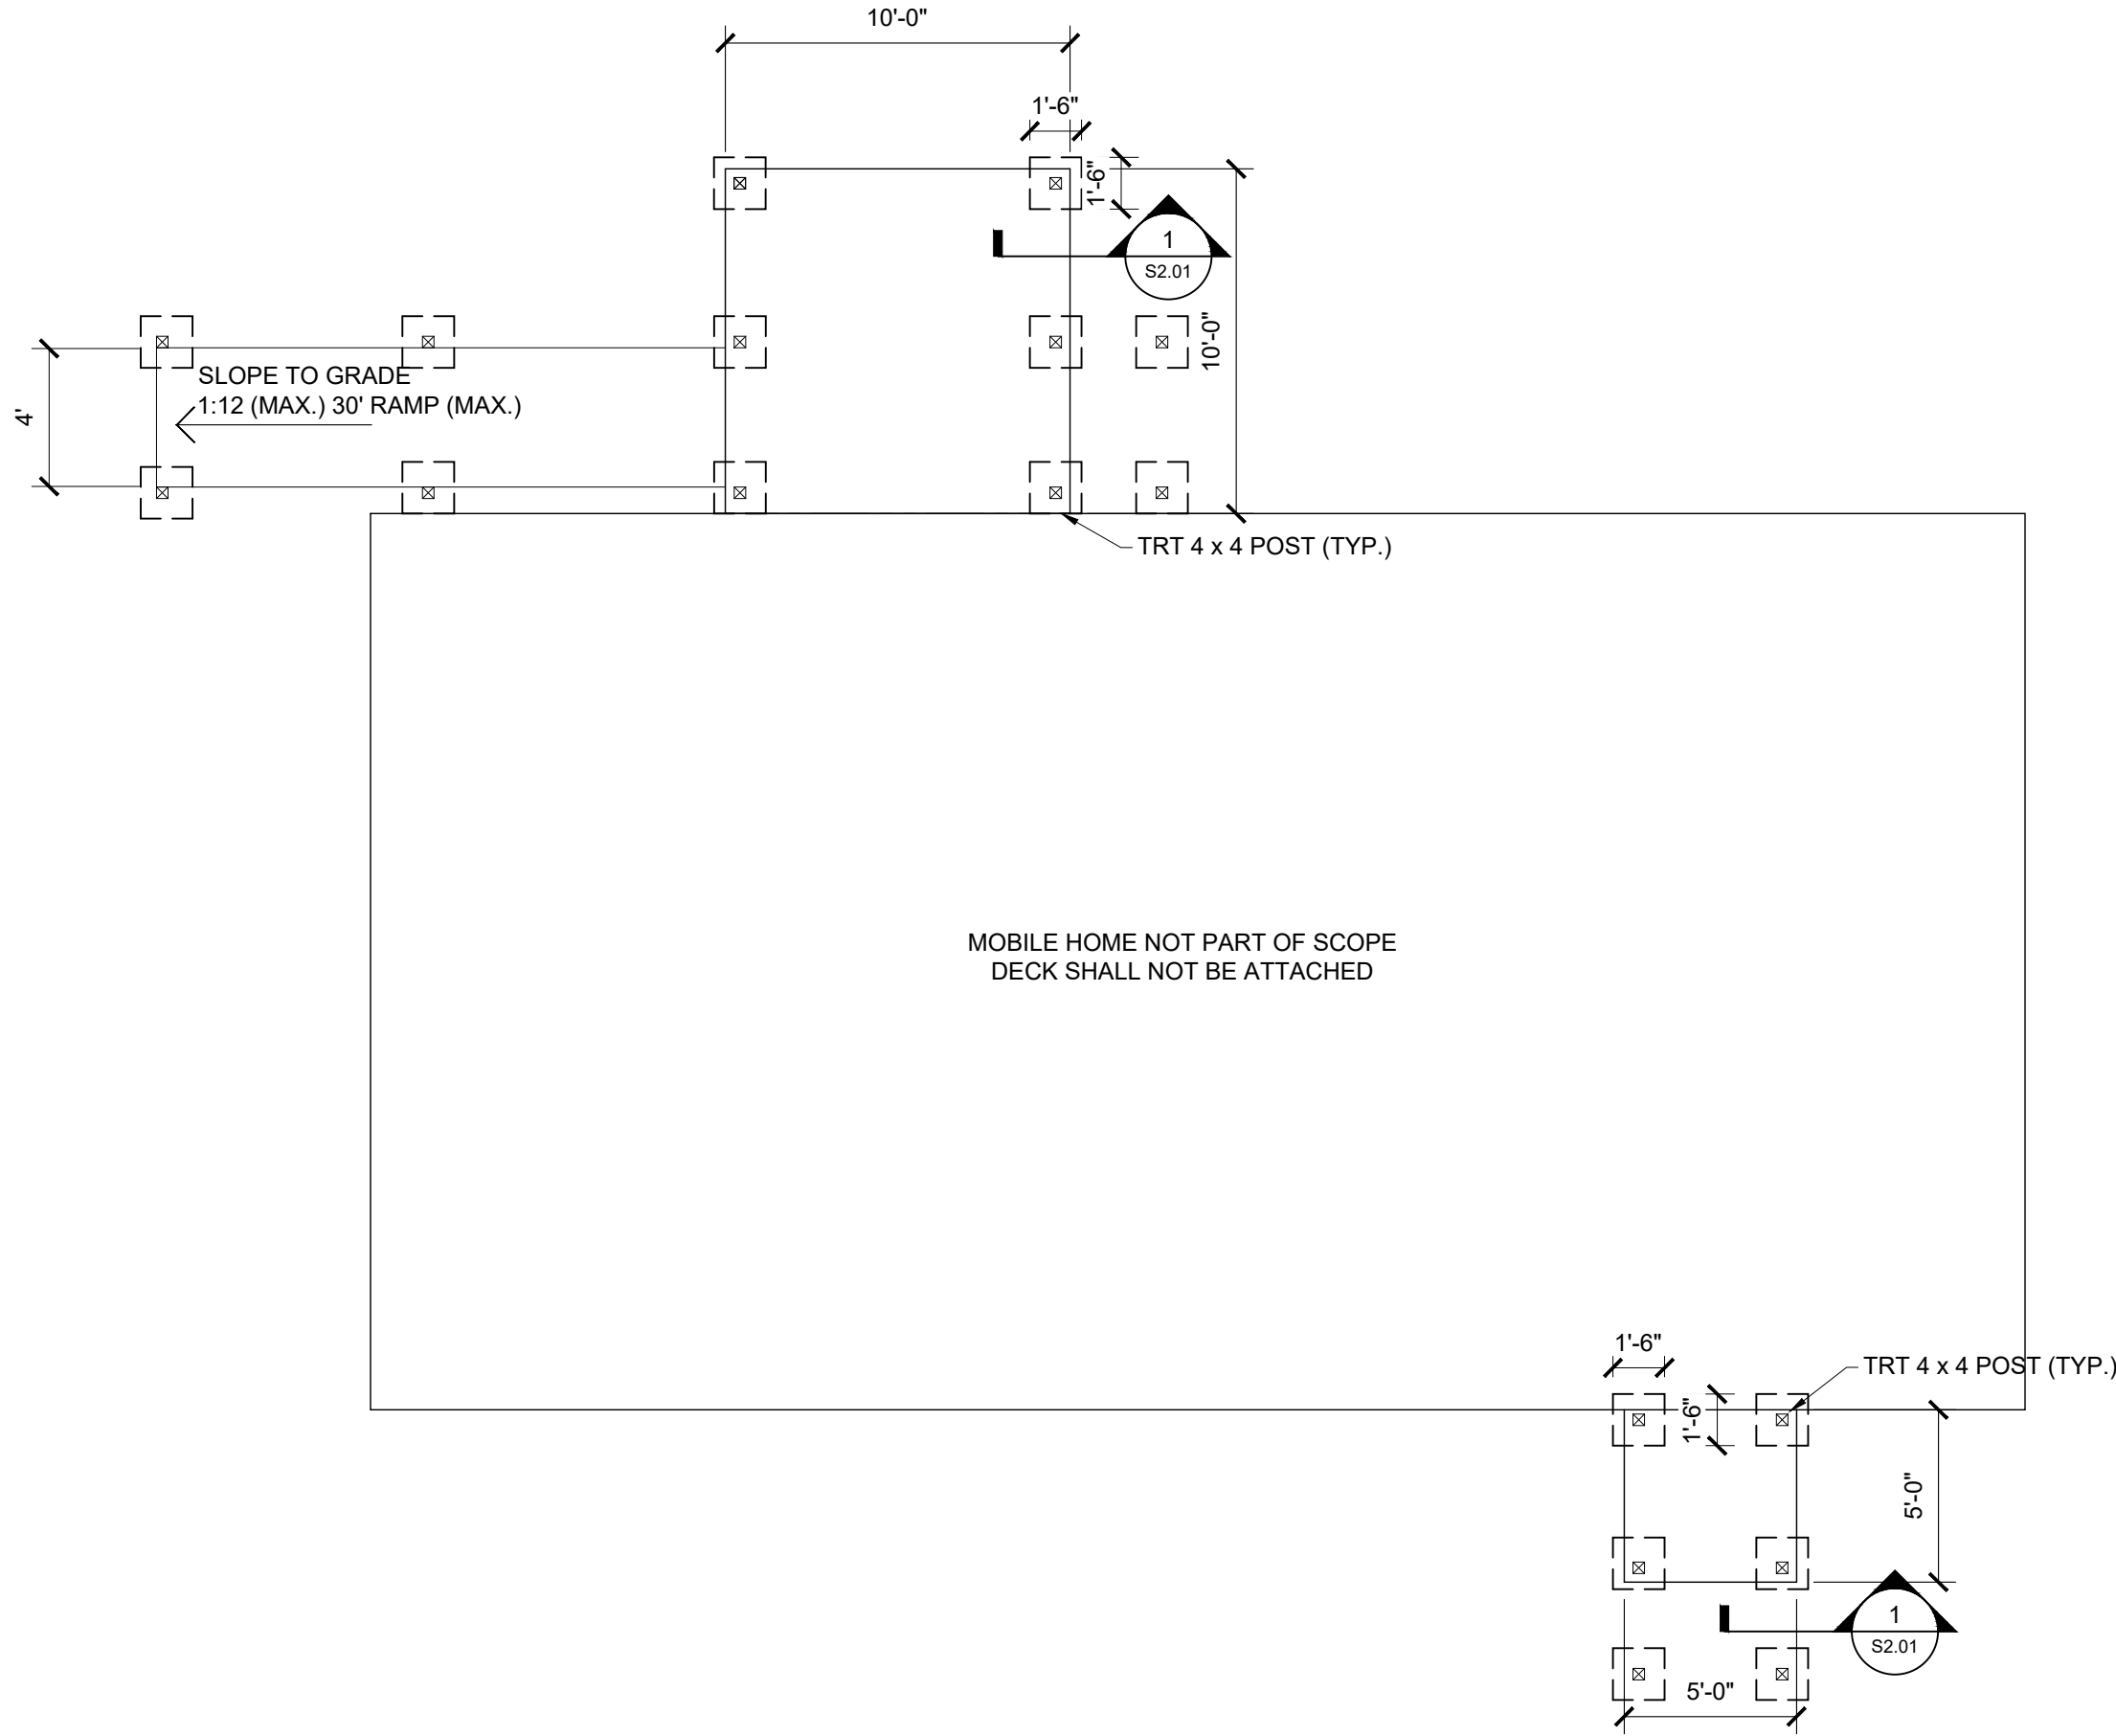 10'-0"
1'-6"
1'-6"
1
S2.01
10'-0"
SLOPE TO GRADE
1:12 (MAX.) 30' RAMP (MAX.)
4'
TRT 4 x 4 POST (TYP.)
MOBILE HOME NOT PART OF SCOPE
DECK SHALL NOT BE ATTACHED
1'-6"
TRT 4 x 4 POST (TYP.)
1'-6"
5'-0"
1
S2.01
5'-0"